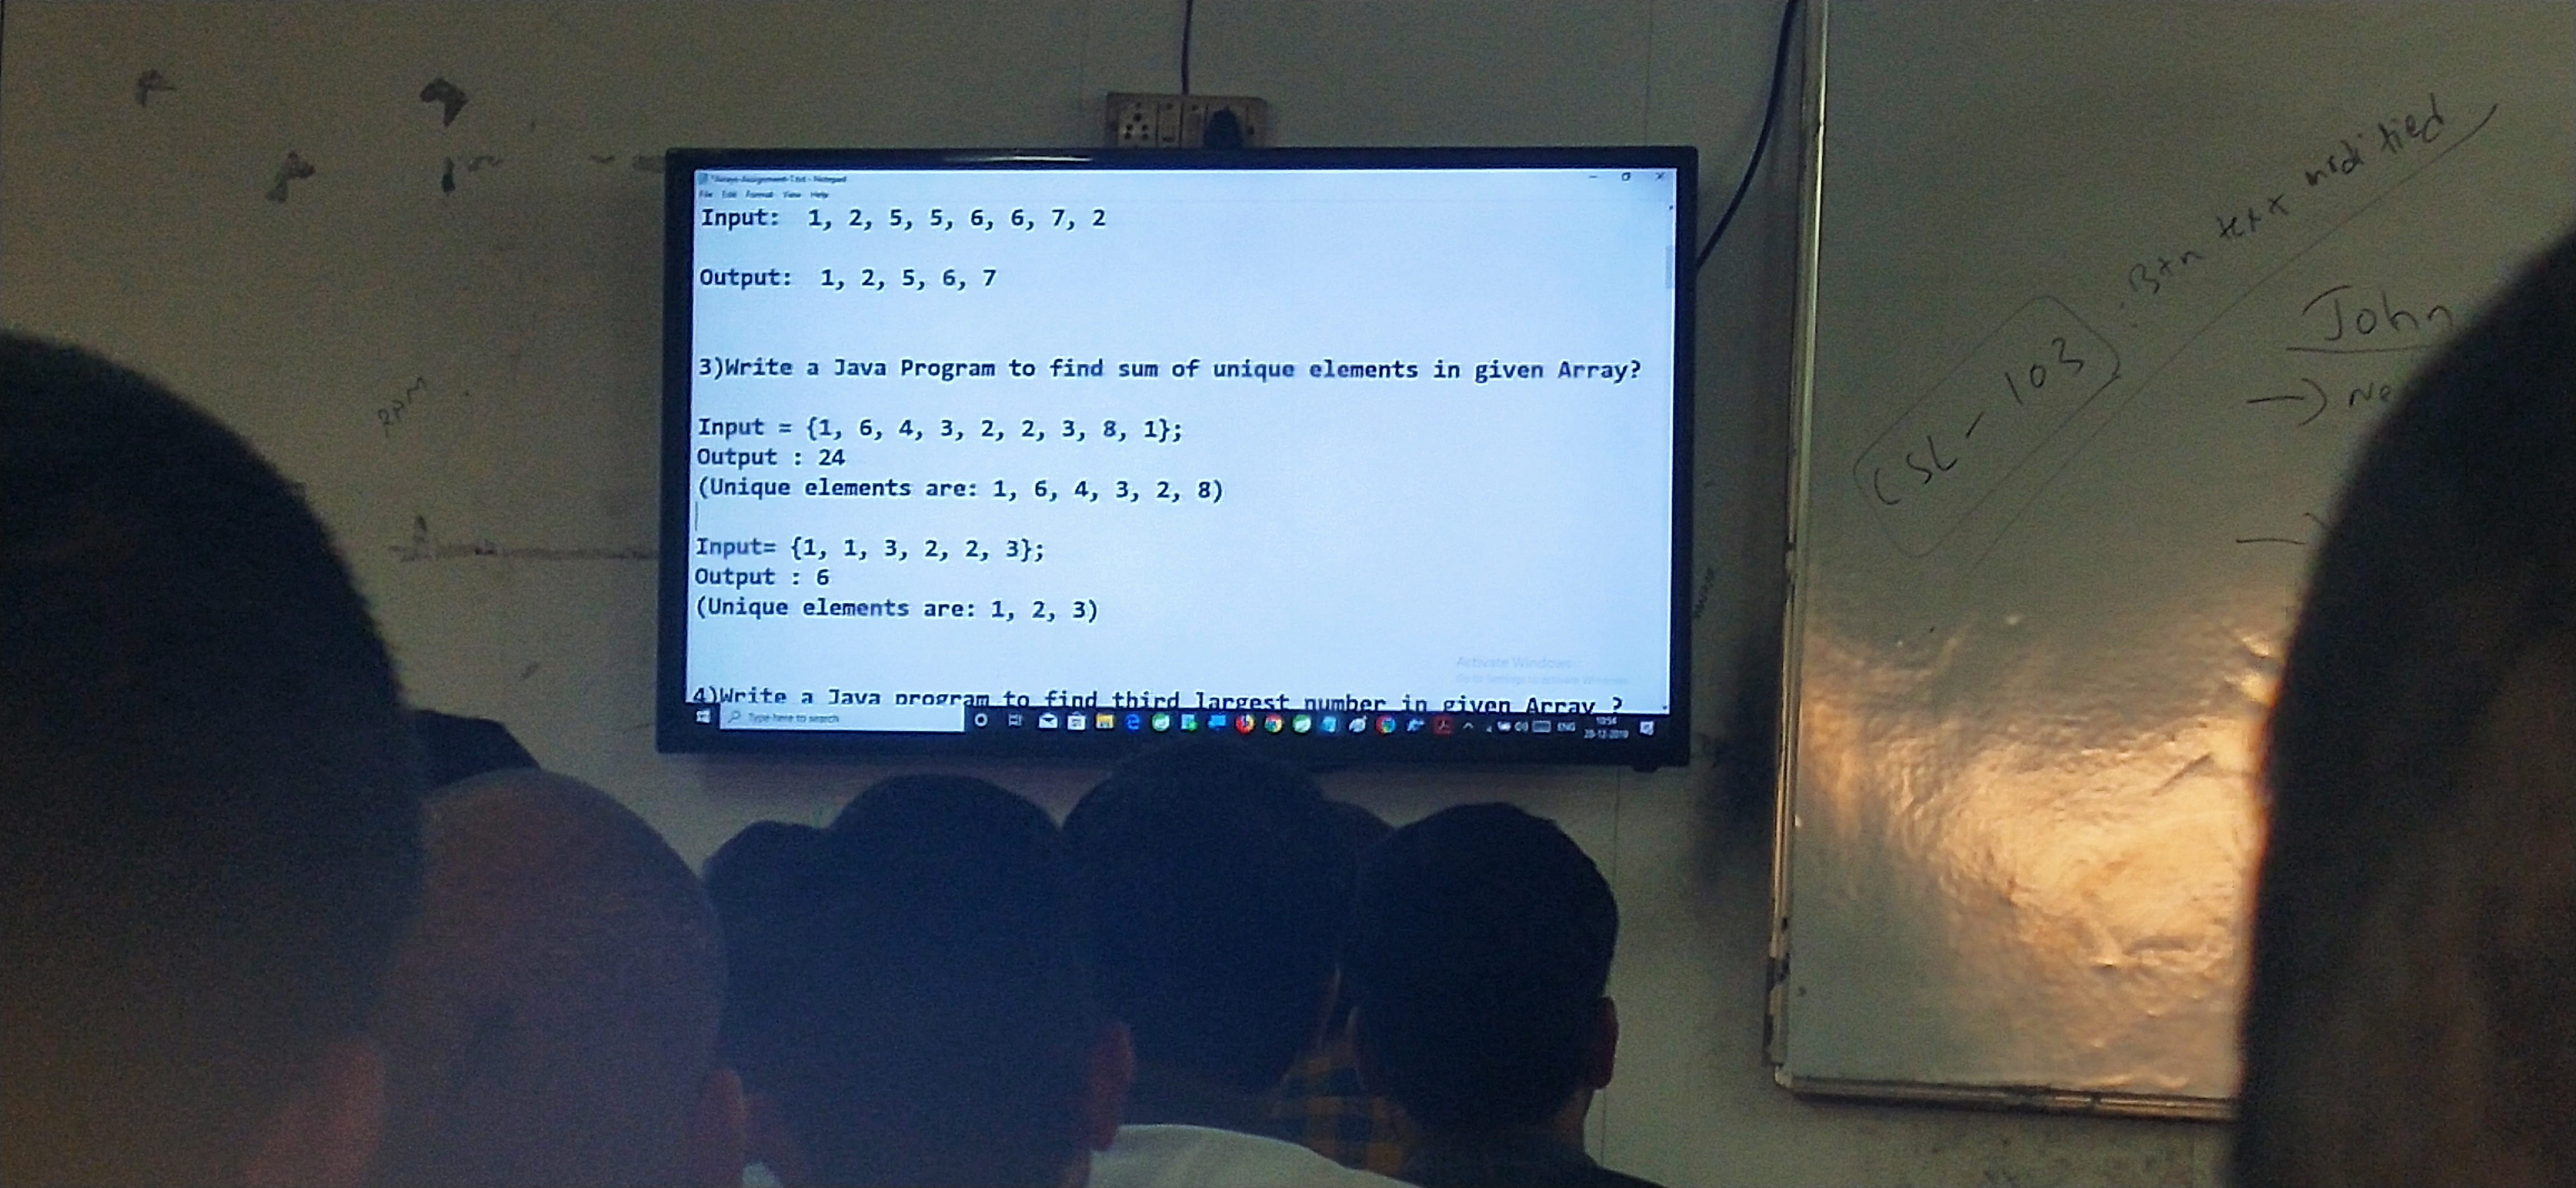 *Arrays-Assignment-1.txt - Notepad
File Edit Format View Help
Input: 1, 2, 5, 5, 6, 6, 7, 2
Output: 1, 2, 5, 6, 7
3)Write a Java Program to find sum of unique elements in given Array?
Input = {1, 6, 4, 3, 2, 2, 3, 8, 1};
Output : 24
(Unique elements are: 1, 6, 4, 3, 2, 8)
Input= {1, 1, 3, 2, 2, 3};
Output : 6
(Unique elements are: 1, 2, 3)
Activate Windows
Go to Settings to activate Windows.
4)Write a Java program to find third largest number in given Array ?
Type here to search
ENG
10:54
28-12-2019
RPM
CSL-103 : Btn text modified
John
→ Ne